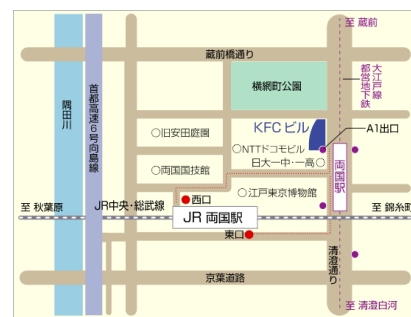 至 蔵前
蔵前橋通り
大江戸線
都営地下鉄
隅田川
首都高速6号向島線
横網町公園
KFCビル
A1出口
○旧安田庭園
○NTTドコモビル
日大一中・一高○
○両国国技館
両国駅
○江戸東京博物館
西口
至 秋葉原
JR中央・総武線
JR 両国駅
至 錦糸町
東口
清澄通り
京葉道路
至 清澄白河